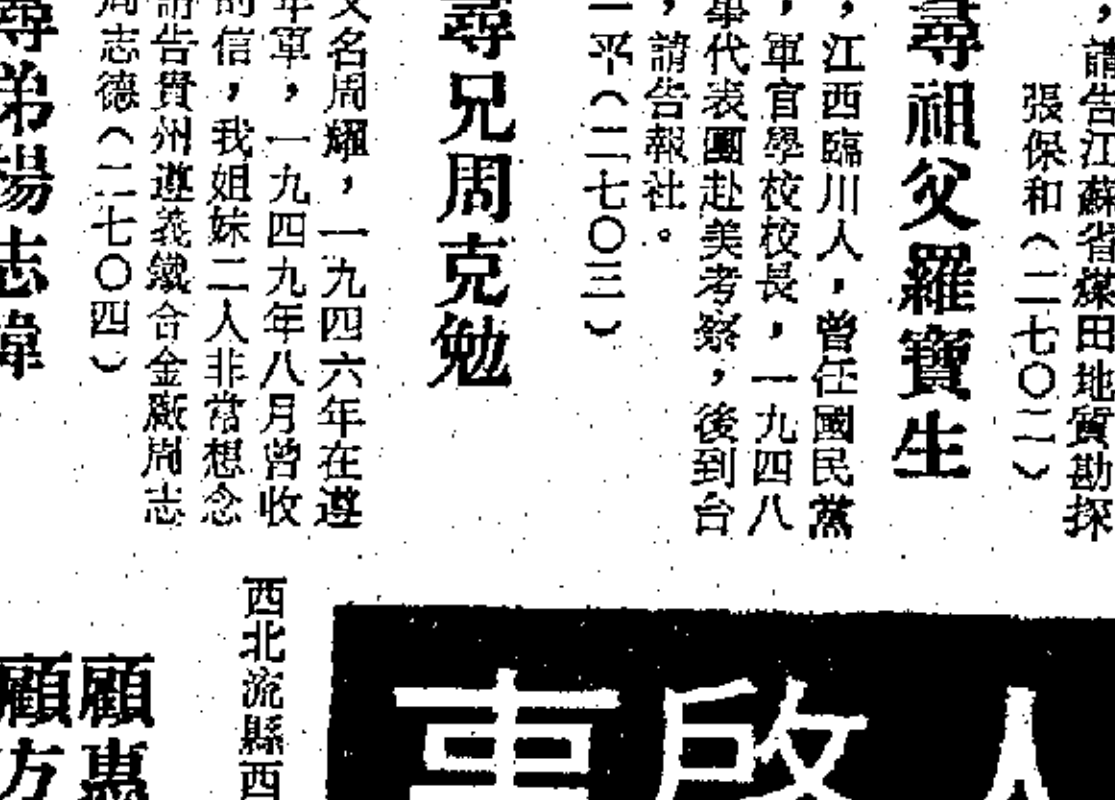 ，請告江蘇省煤田地質勘探
張保和（二七〇二）
尋祖父羅寶生
，江西臨川人，曾任國民黨
，軍官學校校長，一九四八
事代表團赴美考察，後到台
，請告報社。
平（二七〇三）
尋兄周克勉
父名周耀，一九四六年在遵
年軍，一九四九年八月曾收
的信，我姐妹二人非常想念
請告貴州遵義鐵合金廠周志
周志德（二七〇四）
尋弟楊志偉
人啟
西北流縣西
顧惠
顧方